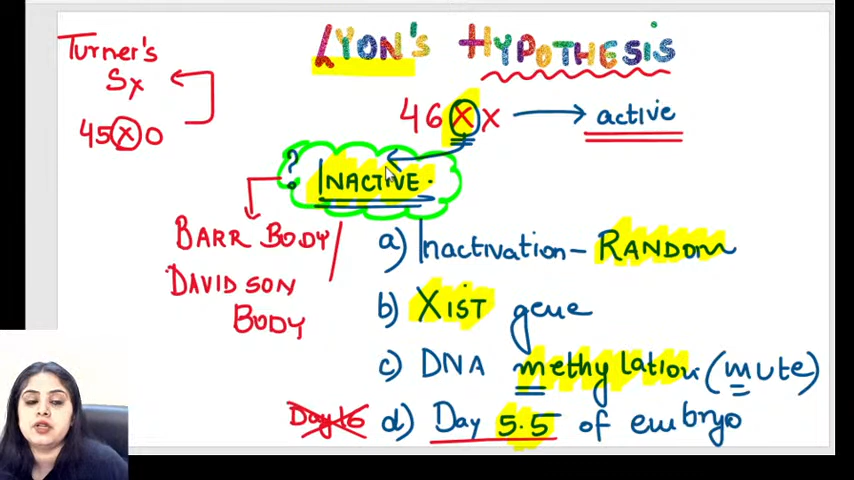 LYON'S HYPOTHESIS
Turner's
Sx
45 X O
46 X X → active
? INACTIVE.
BARR BODY /
DAVIDSON
BODY
a) Inactivation - RANDOM
b) XIST gene
c) DNA methylation (mute)
Day 16
d) Day 5.5 of embryo